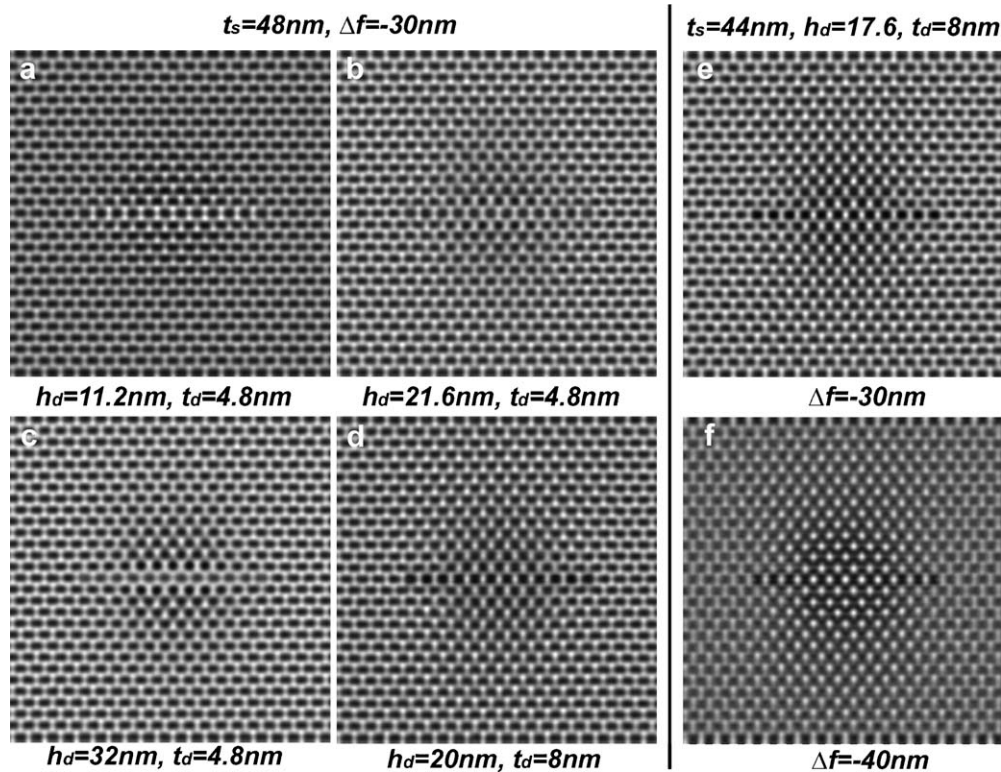 ts=48nm, Δf=-30nm
ts=44nm, hd=17.6, td=8nm
a
b
e
hd=11.2nm, td=4.8nm
hd=21.6nm, td=4.8nm
Δf=-30nm
c
d
f
hd=32nm, td=4.8nm
hd=20nm, td=8nm
Δf=-40nm